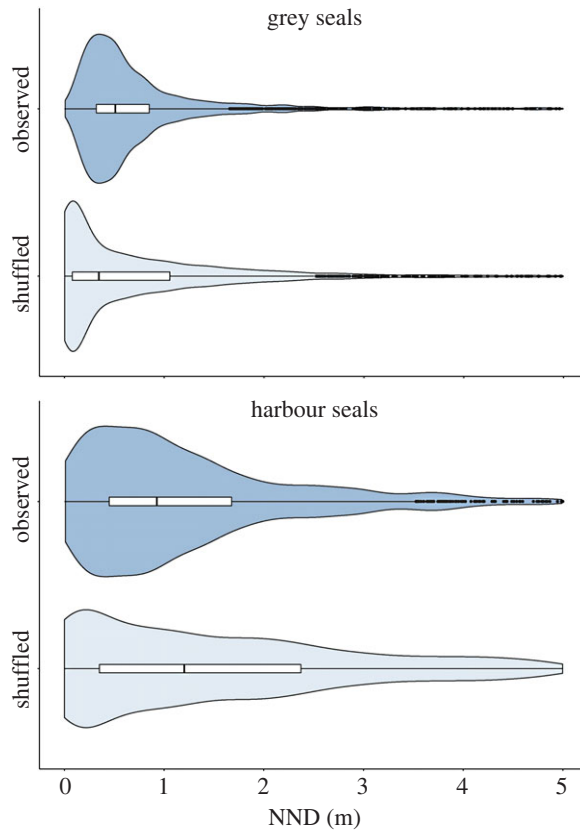 grey seals
observed
shuffled
harbour seals
observed
shuffled
0 1 2 3 4 5
NND (m)